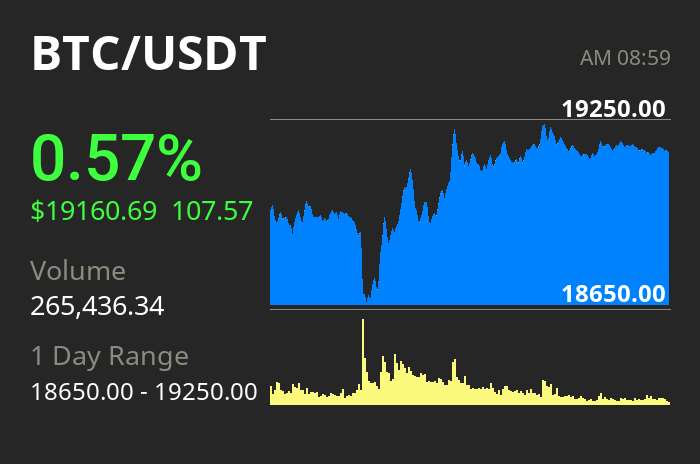 BTC/USDT
AM 08:59
0.57%
$19160.69 107.57
Volume
265,436.34
1 Day Range
18650.00 - 19250.00
19250.00
18650.00